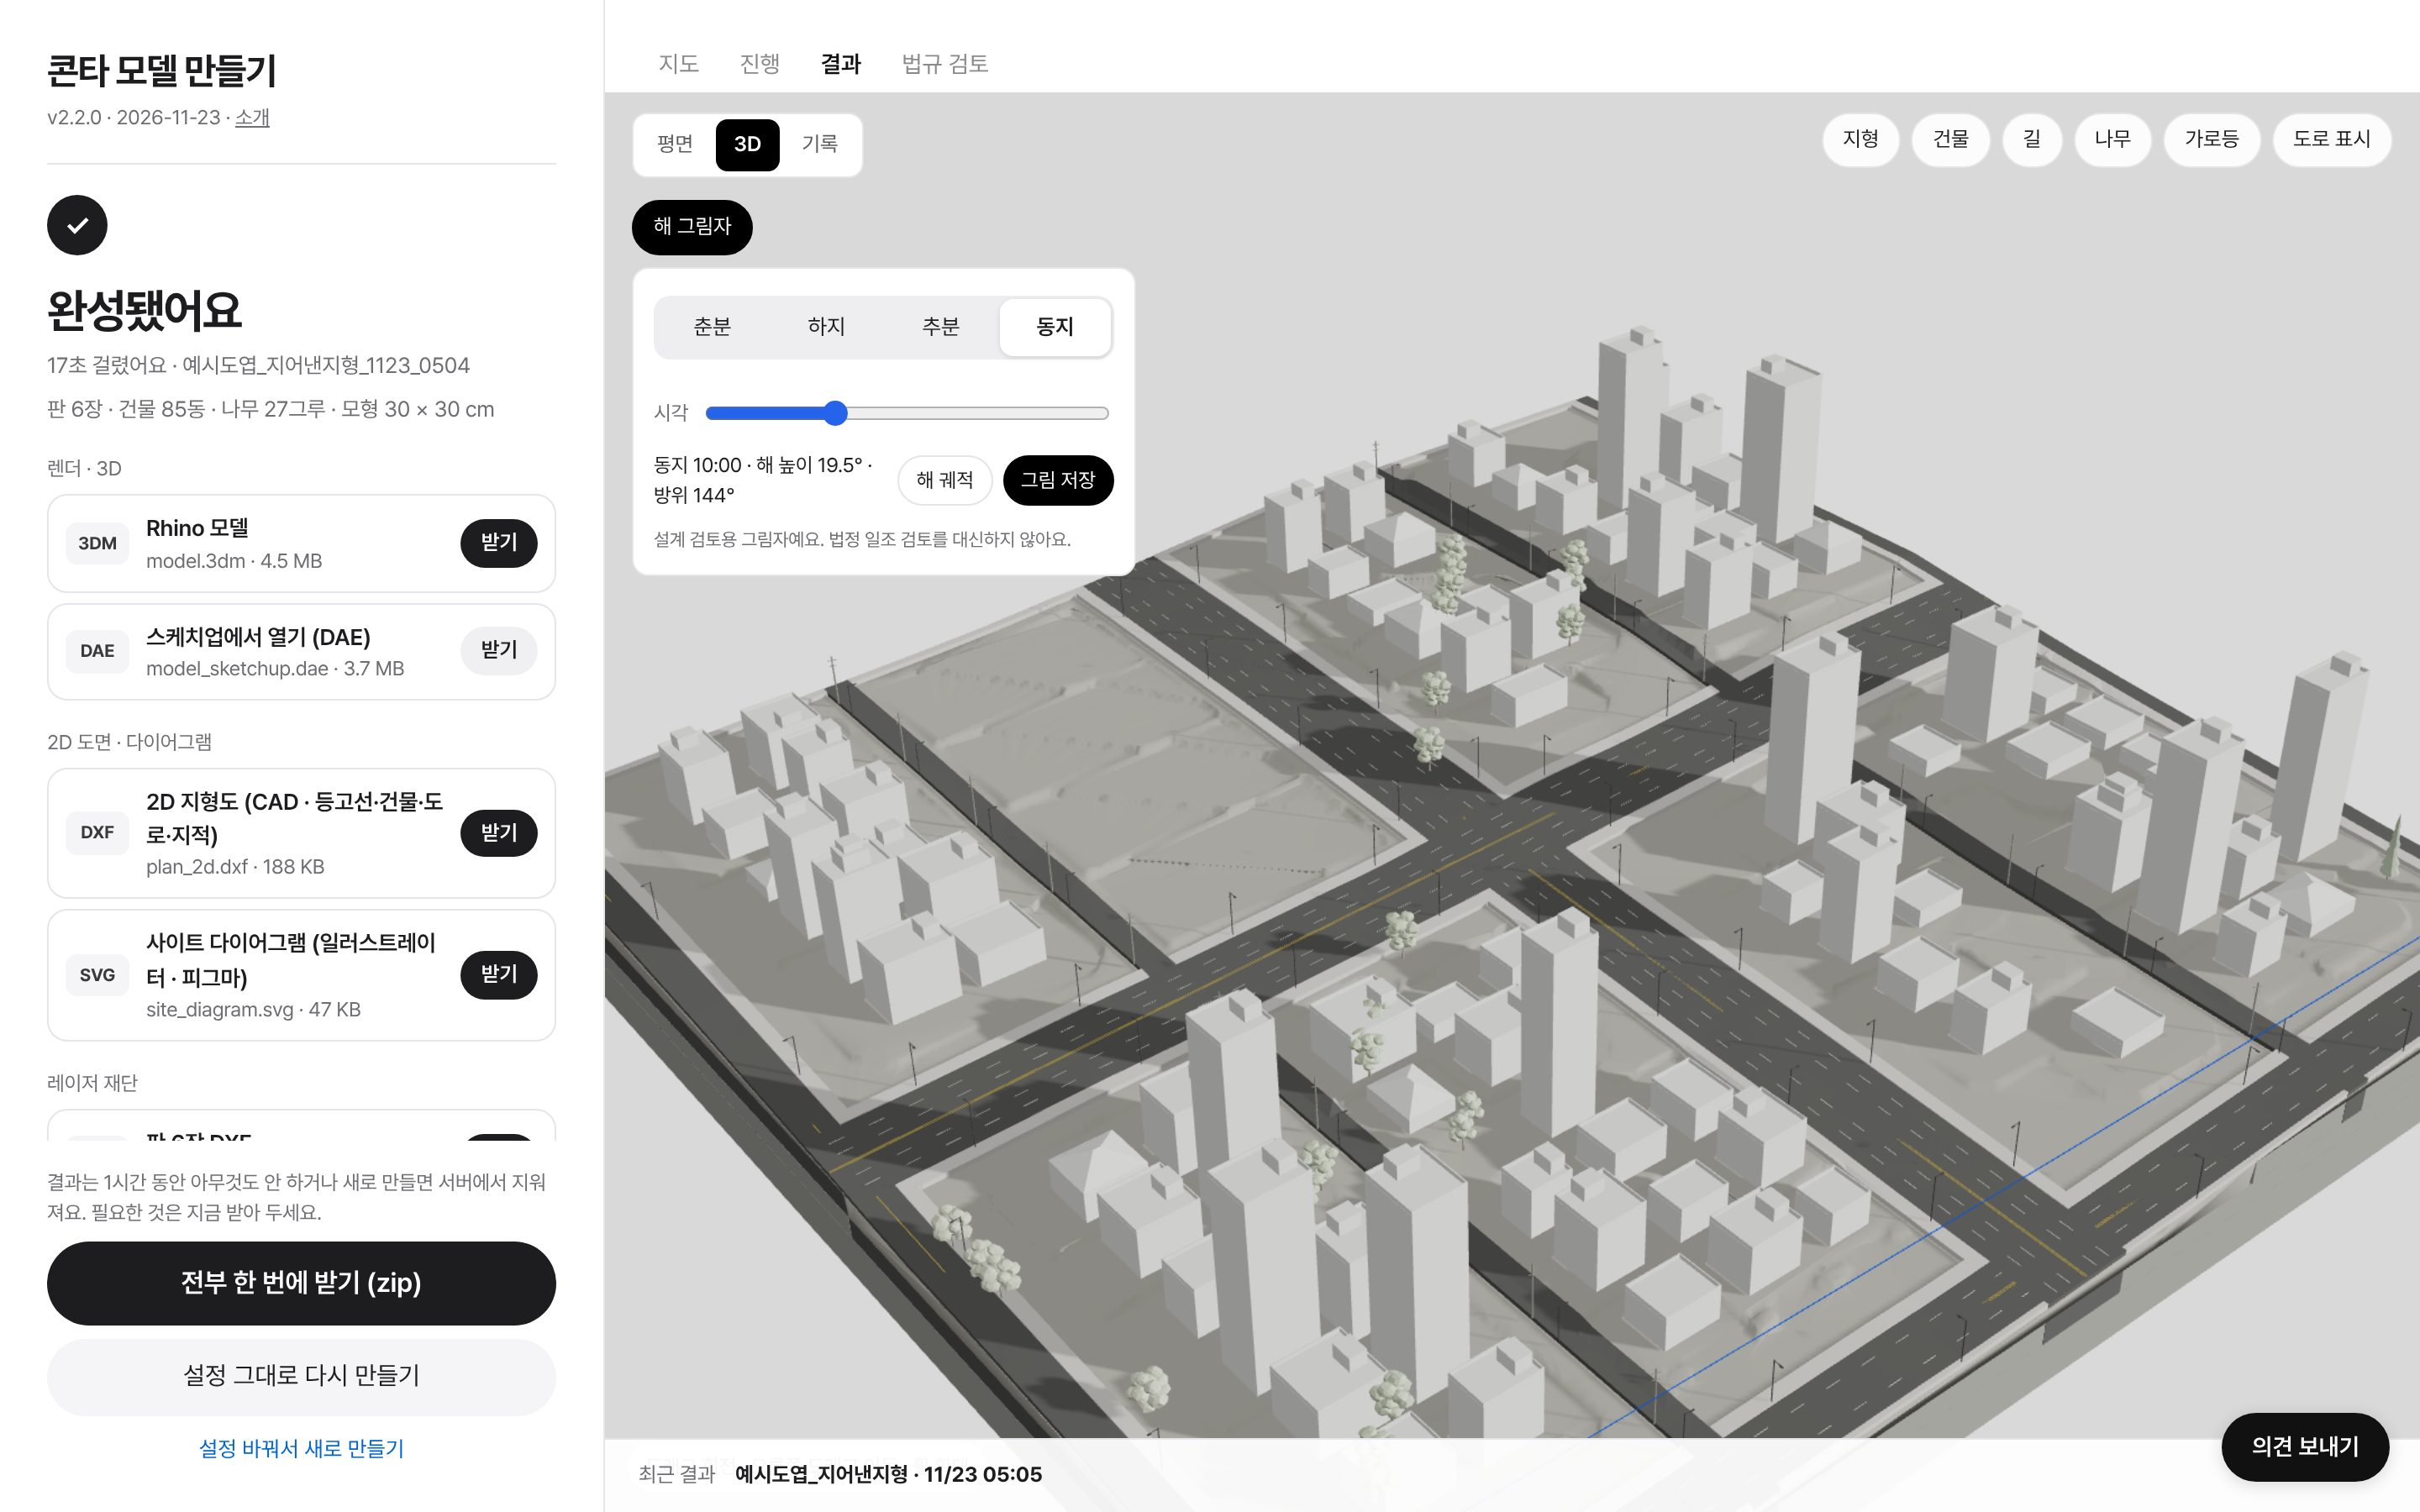 콘타 모델 만들기
v2.2.0 · 2026-11-23 · 소개
완성됐어요
17초 걸렸어요 · 예시도엽_지어낸지형_1123_0504
판 6장 · 건물 85동 · 나무 27그루 · 모형 30 × 30 cm
렌더 · 3D
3DM
Rhino 모델
model.3dm · 4.5 MB
받기
DAE
스케치업에서 열기 (DAE)
model_sketchup.dae · 3.7 MB
받기
2D 도면 · 다이어그램
DXF
2D 지형도 (CAD · 등고선·건물·도
로·지적)
plan_2d.dxf · 188 KB
받기
SVG
사이트 다이어그램 (일러스트레이
터 · 피그마)
site_diagram.svg · 47 KB
받기
레이저 재단
판 6장 DXF
결과는 1시간 동안 아무것도 안 하거나 새로 만들면 서버에서 지워
져요. 필요한 것은 지금 받아 두세요.
전부 한 번에 받기 (zip)
설정 그대로 다시 만들기
설정 바꿔서 새로 만들기
지도 진행 결과 법규 검토
평면 3D 기록
지형 건물 길 나무 가로등 도로 표시
해 그림자
춘분 하지 추분 동지
시각
동지 10:00 · 해 높이 19.5° ·
방위 144°
해 궤적
그림 저장
설계 검토용 그림자예요. 법정 일조 검토를 대신하지 않아요.
최근 결과 예시도엽_지어낸지형 · 11/23 05:05
의견 보내기